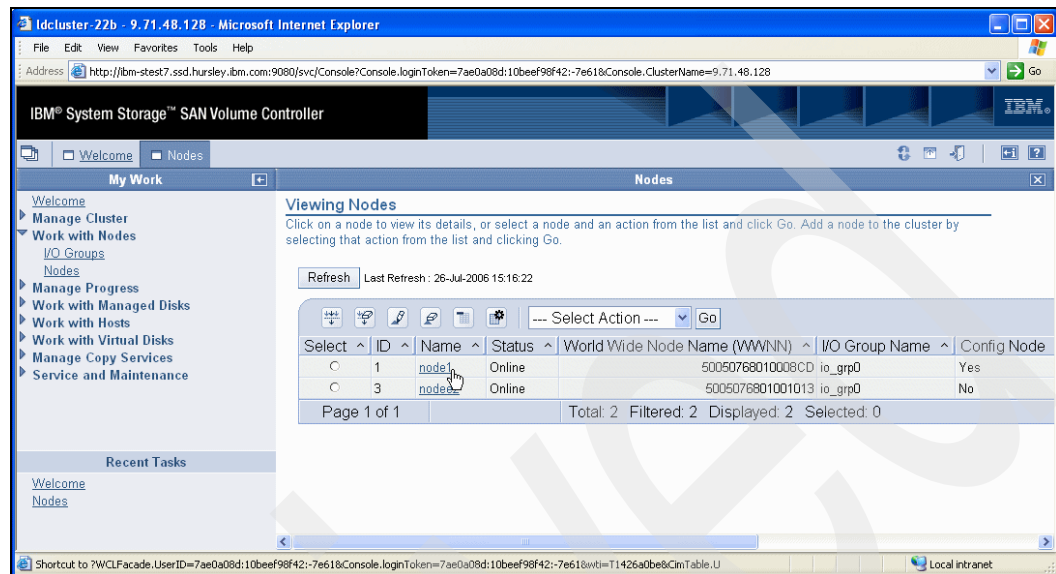 ldcluster-22b - 9.71.48.128 - Microsoft Internet Explorer
File Edit View Favorites Tools Help
Address http://ibm-stest7.ssd.hursley.ibm.com:9080/svc/Console?Console.loginToken=7ae0a08d:10beef98f42:-7e61&Console.ClusterName=9.71.48.128 Go
IBM® System Storage™ SAN Volume Controller IBM®
Welcome Nodes
My Work
Nodes
Welcome
Manage Cluster
Work with Nodes
I/O Groups
Nodes
Manage Progress
Work with Managed Disks
Work with Hosts
Work with Virtual Disks
Manage Copy Services
Service and Maintenance
Recent Tasks
Welcome
Nodes
Viewing Nodes
Click on a node to view its details, or select a node and an action from the list and click Go. Add a node to the cluster by
selecting that action from the list and clicking Go.
Refresh Last Refresh : 26-Jul-2006 15:16:22
--- Select Action --- Go
Select ID Name Status World Wide Node Name (WWNN) I/O Group Name Config Node
1 node1 Online 50050768010008CD io_grp0 Yes
3 Online 5005076801001013 io_grp0 No
Page 1 of 1 Total: 2 Filtered: 2 Displayed: 2 Selected: 0
Shortcut to ?WCLFacade.UserID=7ae0a08d:10beef98f42:-7e61&Console.loginToken=7ae0a08d:10beef98f42:-7e61&wti=T1426a0be&CimTable.U Local intranet